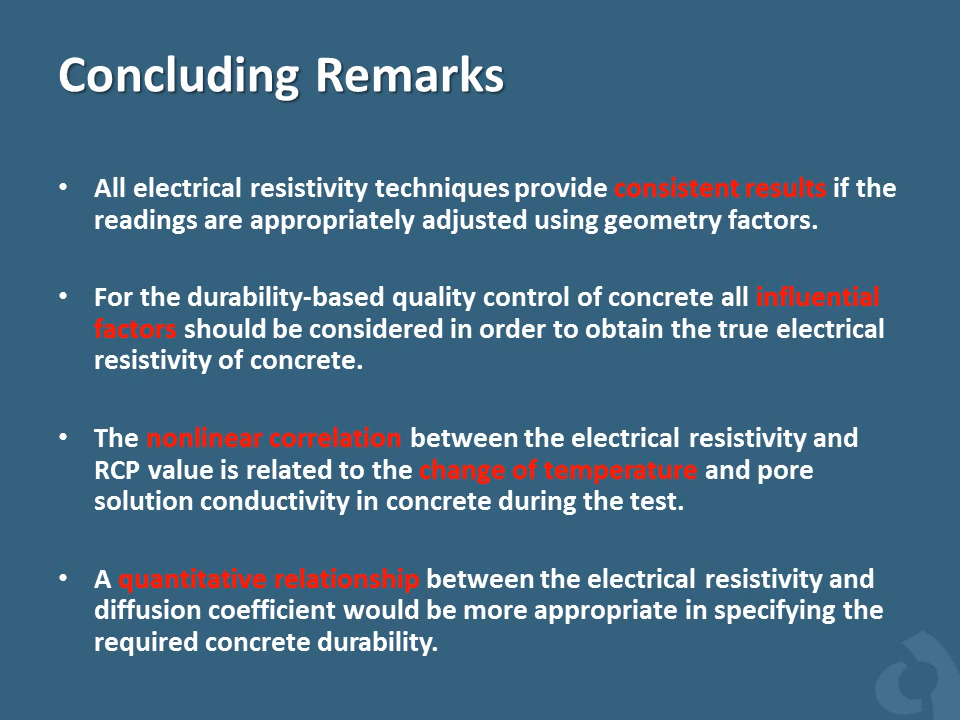 Concluding Remarks
• All electrical resistivity techniques provide consistent results if the
readings are appropriately adjusted using geometry factors.
• For the durability-based quality control of concrete all influential
factors should be considered in order to obtain the true electrical
resistivity of concrete.
• The nonlinear correlation between the electrical resistivity and
RCP value is related to the change of temperature and pore
solution conductivity in concrete during the test.
• A quantitative relationship between the electrical resistivity and
diffusion coefficient would be more appropriate in specifying the
required concrete durability.